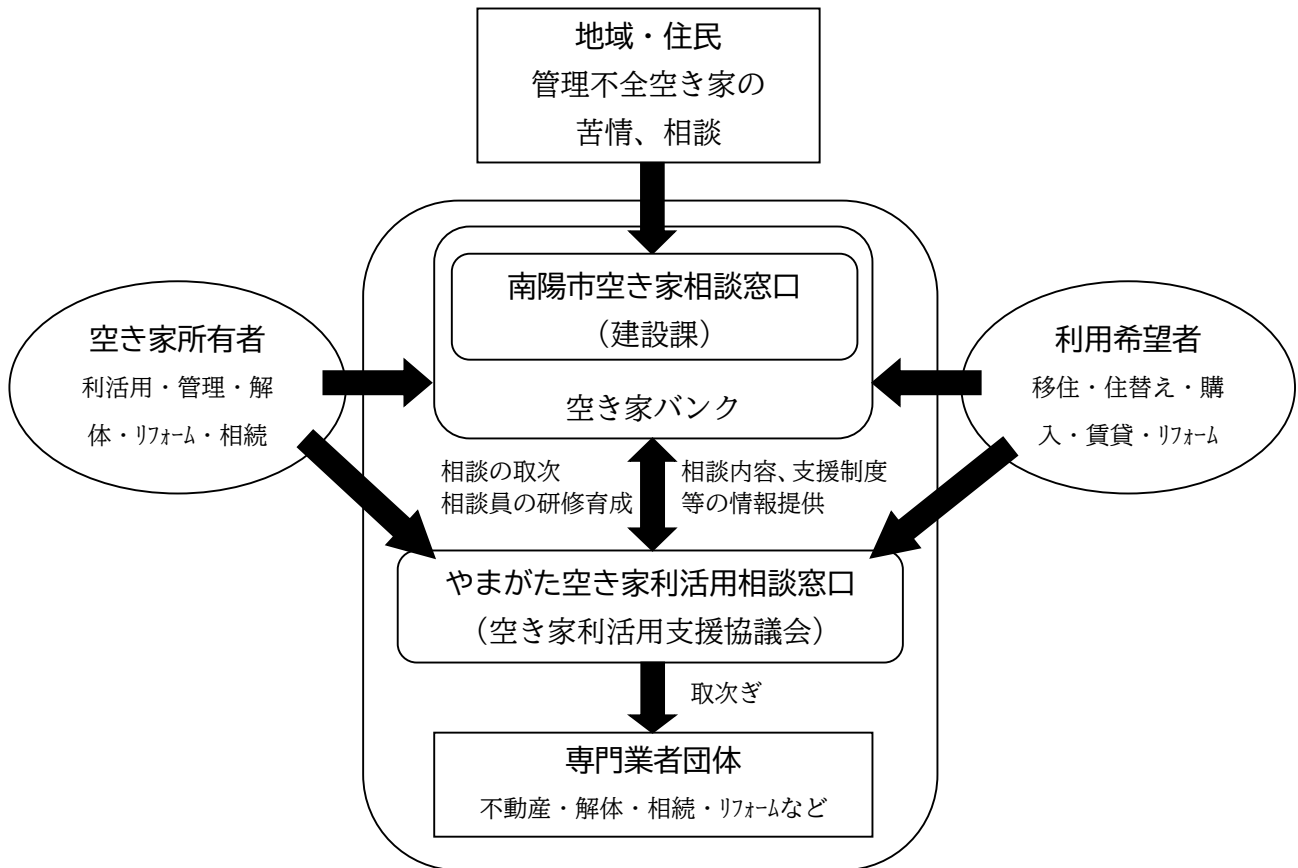 地域・住民
管理不全空き家の
苦情、相談
南陽市空き家相談窓口
（建設課）
空き家バンク
空き家所有者
利活用・管理・解
体・ﾘﾌｫｰﾑ・相続
利用希望者
移住・住替え・購
入・賃貸・ﾘﾌｫｰﾑ
相談の取次
相談員の研修育成
相談内容、支援制度
等の情報提供
やまがた空き家利活用相談窓口
（空き家利活用支援協議会）
取次ぎ
専門業者団体
不動産・解体・相続・ﾘﾌｫｰﾑなど